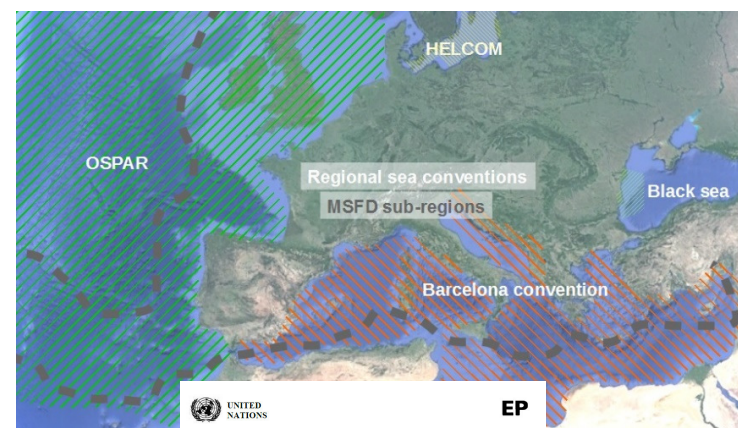 HELCOM
OSPAR
Regional sea conventions
Black sea
MSFD sub-regions
Barcelona convention
UNITED
NATIONS
EP